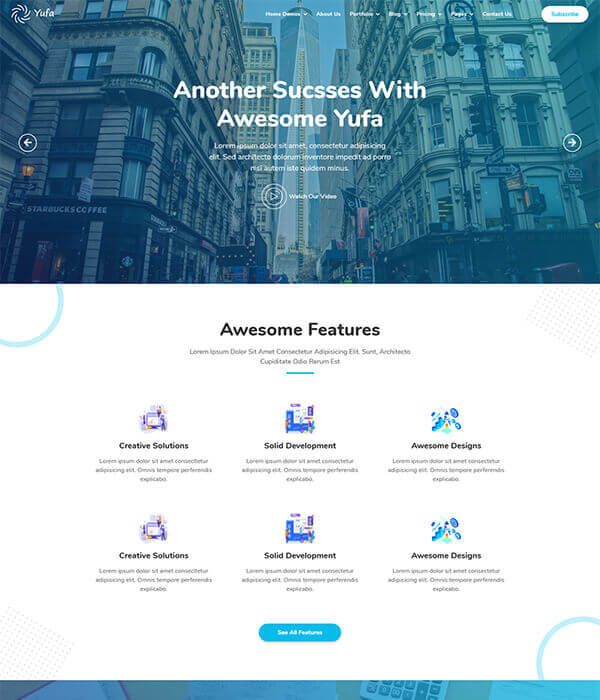 Yufa
Home Demos About Us Portfolio Blog Pricing Pages Contact Us Subscribe
Another Sucsses With
Awesome Yufa
Lorem ipsum dolor sit amet, consectetur adipisicing
elit. Sed architecto dolorum inventore impedit ad porro
nisi autem iste quidem minus.
Watch Our Video
STARBUCKS COFFEE
Awesome Features
Lorem Ipsum Dolor Sit Amet Consectetur Adipisicing Elit. Sunt, Architecto
Cupiditate Odio Rerum Est
Creative Solutions Solid Development Awesome Designs
Lorem ipsum dolor sit amet consectetur Lorem ipsum dolor sit amet consectetur Lorem ipsum dolor sit amet consectetur
adipisicing elit. Omnis tempore perferendis adipisicing elit. Omnis tempore perferendis adipisicing elit. Omnis tempore perferendis
explicabo. explicabo. explicabo.
Creative Solutions Solid Development Awesome Designs
Lorem ipsum dolor sit amet consectetur Lorem ipsum dolor sit amet consectetur Lorem ipsum dolor sit amet consectetur
adipisicing elit. Omnis tempore perferendis adipisicing elit. Omnis tempore perferendis adipisicing elit. Omnis tempore perferendis
explicabo. explicabo. explicabo.
See All Features